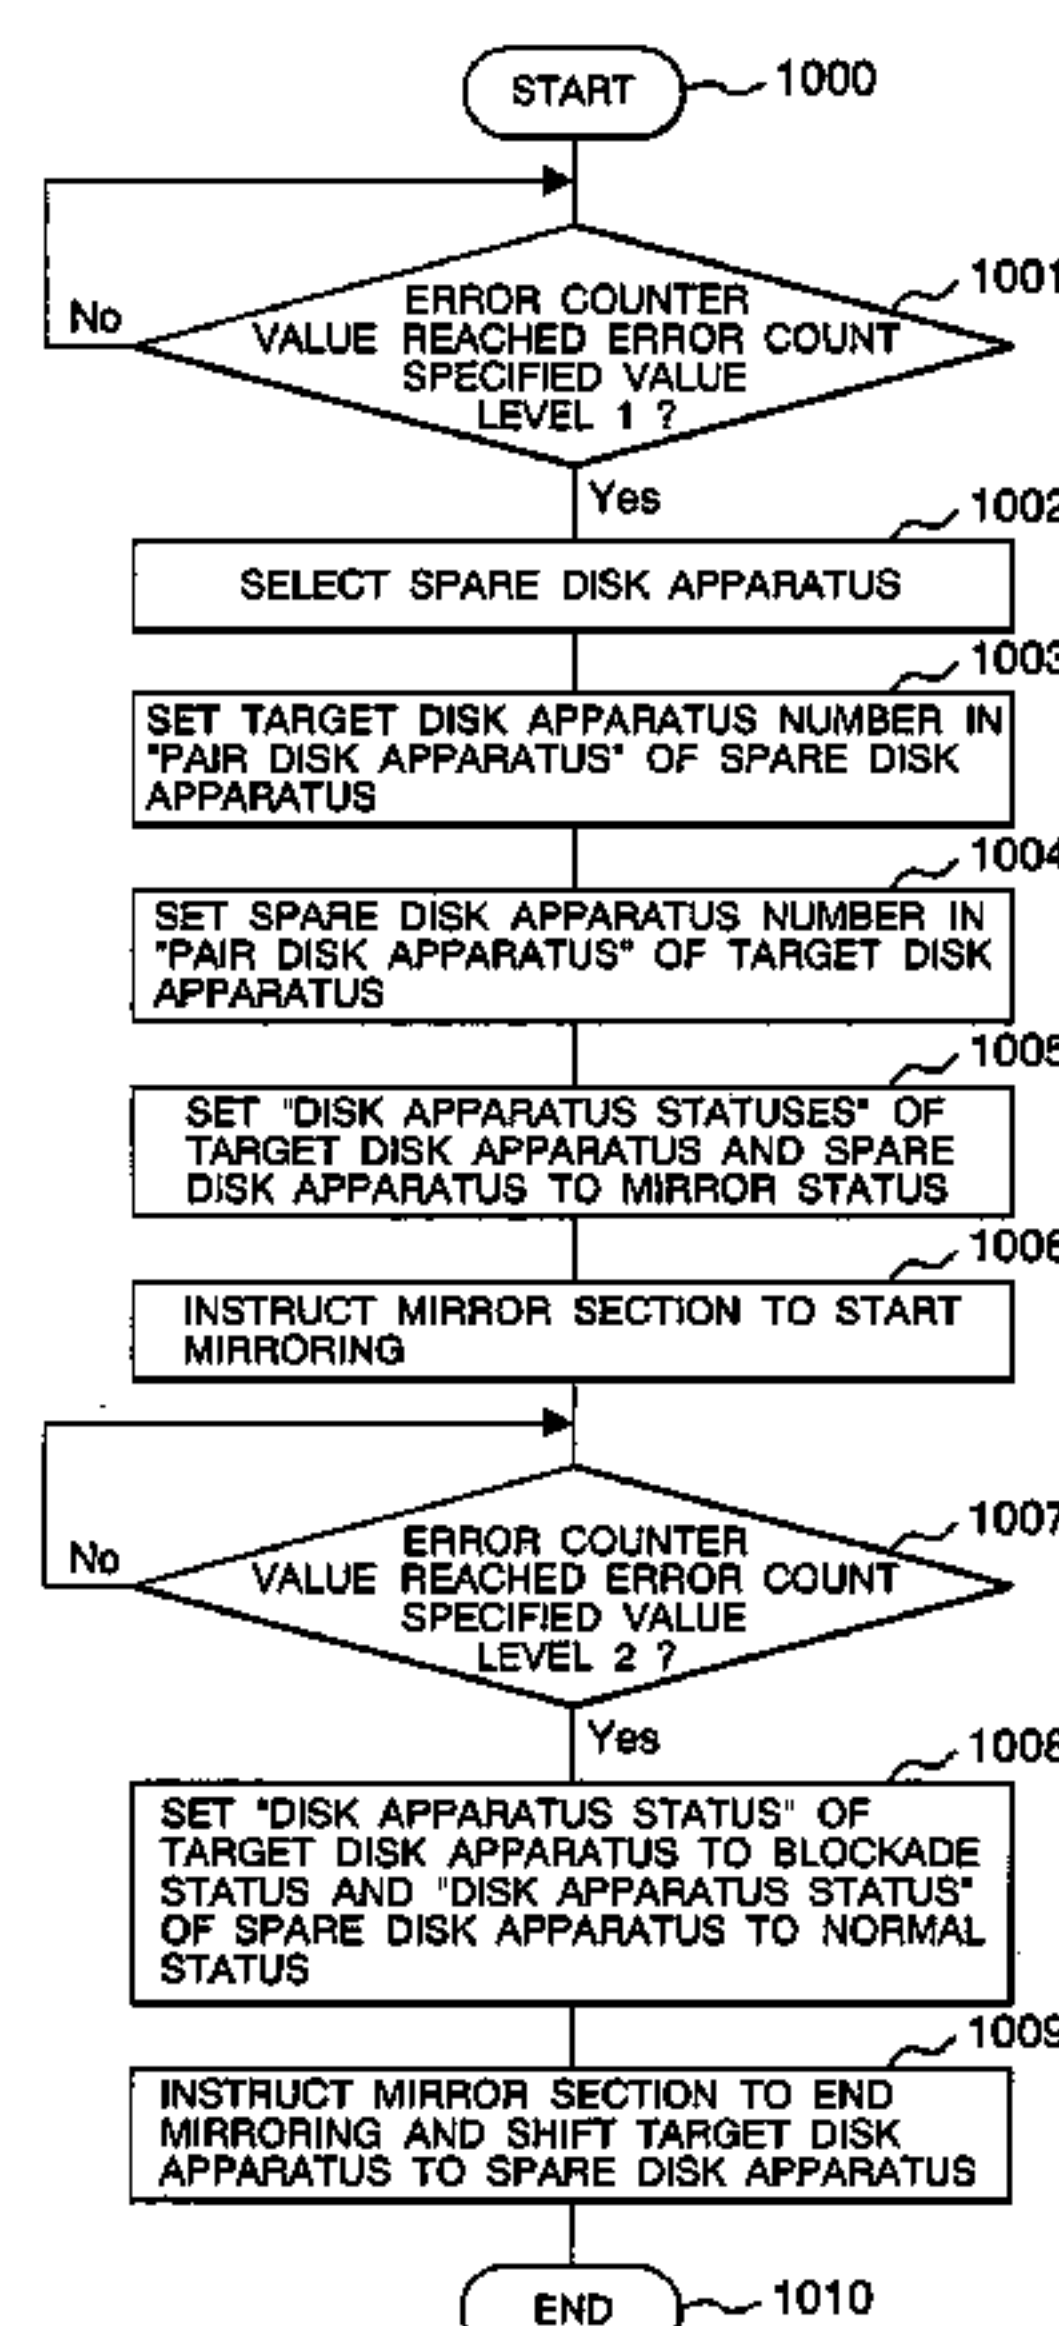 START
1000
1001
No
ERROR COUNTER
VALUE REACHED ERROR COUNT
SPECIFIED VALUE
LEVEL 1 ?
Yes
1002
SELECT SPARE DISK APPARATUS
1003
SET TARGET DISK APPARATUS NUMBER IN
"PAIR DISK APPARATUS" OF SPARE DISK
APPARATUS
1004
SET SPARE DISK APPARATUS NUMBER IN
"PAIR DISK APPARATUS" OF TARGET DISK
APPARATUS
1005
SET "DISK APPARATUS STATUSES" OF
TARGET DISK APPARATUS AND SPARE
DISK APPARATUS TO MIRROR STATUS
1006
INSTRUCT MIRROR SECTION TO START
MIRRORING
1007
No
ERROR COUNTER
VALUE REACHED ERROR COUNT
SPECIFIED VALUE
LEVEL 2 ?
Yes
1008
SET "DISK APPARATUS STATUS" OF
TARGET DISK APPARATUS TO BLOCKADE
STATUS AND "DISK APPARATUS STATUS"
OF SPARE DISK APPARATUS TO NORMAL
STATUS
1009
INSTRUCT MIRROR SECTION TO END
MIRRORING AND SHIFT TARGET DISK
APPARATUS TO SPARE DISK APPARATUS
END
1010